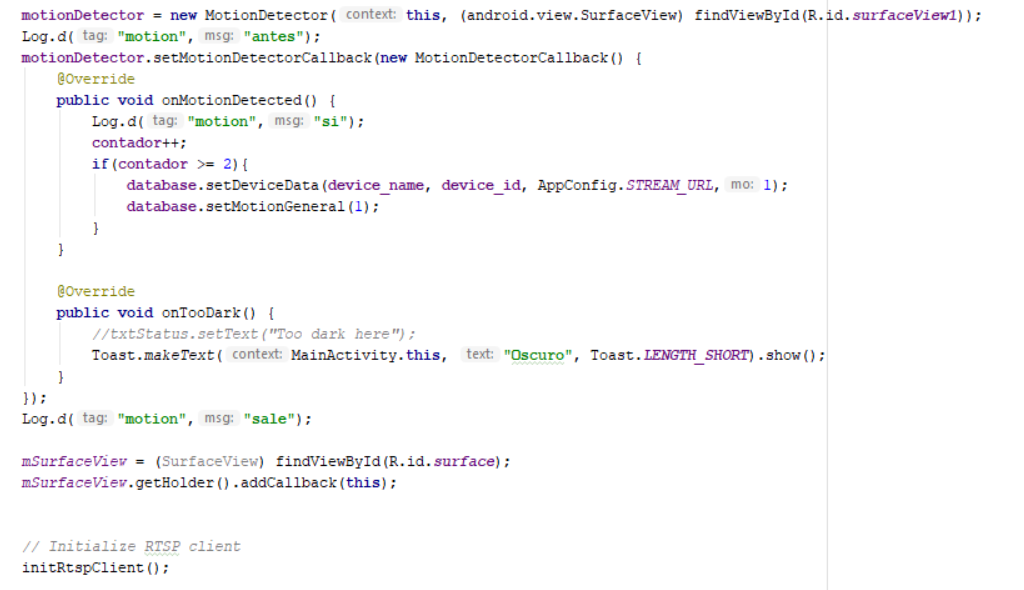 motionDetector = new MotionDetector( context: this, (android.view.SurfaceView) findViewById(R.id.surfaceView1));
Log.d( tag: "motion", msg: "antes");
motionDetector.setMotionDetectorCallback(new MotionDetectorCallback() {
    @Override
    public void onMotionDetected() {
        Log.d( tag: "motion", msg: "si");
        contador++;
        if(contador >= 2){
            database.setDeviceData(device_name, device_id, AppConfig.STREAM_URL, mo: 1);
            database.setMotionGeneral(1);
        }
    }

    @Override
    public void onTooDark() {
        //txtStatus.setText("Too dark here");
        Toast.makeText( context: MainActivity.this, text: "Oscuro", Toast.LENGTH_SHORT).show();
    }
});
Log.d( tag: "motion", msg: "sale");

mSurfaceView = (SurfaceView) findViewById(R.id.surface);
mSurfaceView.getHolder().addCallback(this);

// Initialize RTSP client
initRtspClient();